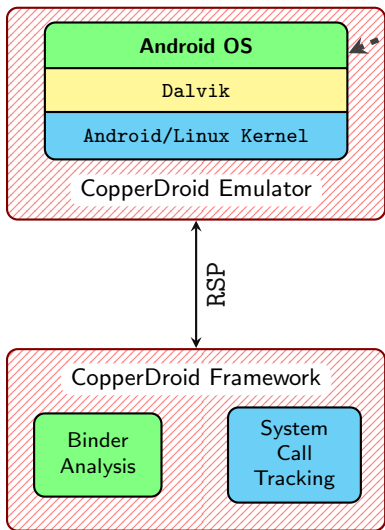 Android OS
Dalvik
Android/Linux Kernel
CopperDroid Emulator
RSP
CopperDroid Framework
Binder
Analysis
System
Call
Tracking